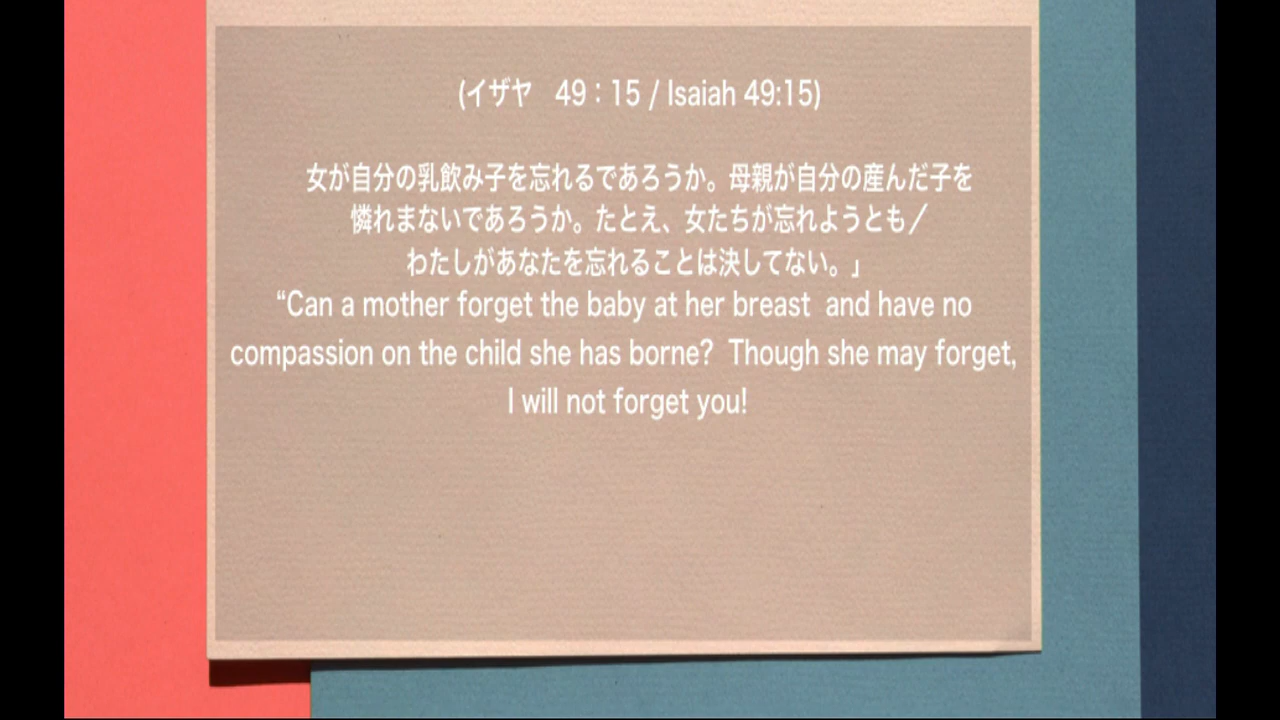 (イザヤ　49：15 / Isaiah 49:15)
女が自分の乳飲み子を忘れるであろうか。母親が自分の産んだ子を
憐れまないであろうか。たとえ、女たちが忘れようとも／
わたしがあなたを忘れることは決してない。」
“Can a mother forget the baby at her breast  and have no
compassion on the child she has borne?  Though she may forget,
I will not forget you!